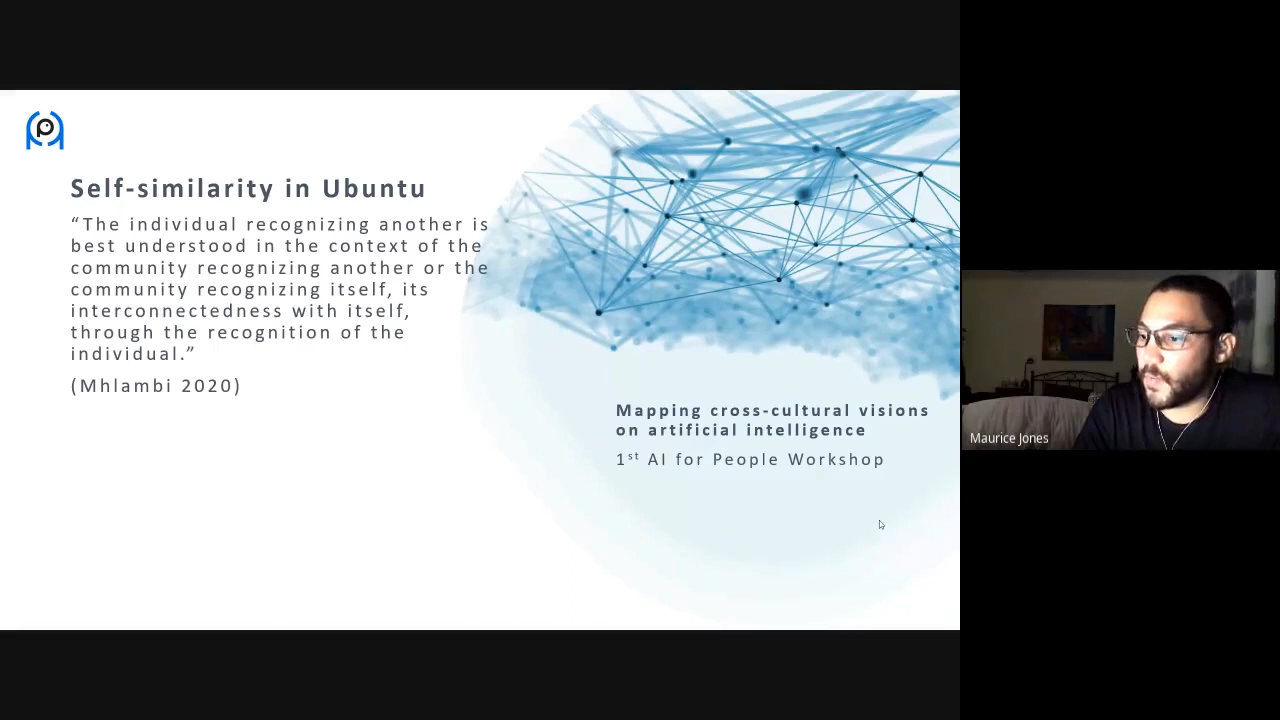 Self-similarity in Ubuntu
“The individual recognizing another is
best understood in the context of the
community recognizing another or the
community recognizing itself, its
interconnectedness with itself,
through the recognition of the
individual.”
(Mhlambi 2020)
Mapping cross-cultural visions
on artificial intelligence
1st AI for People Workshop
Maurice Jones